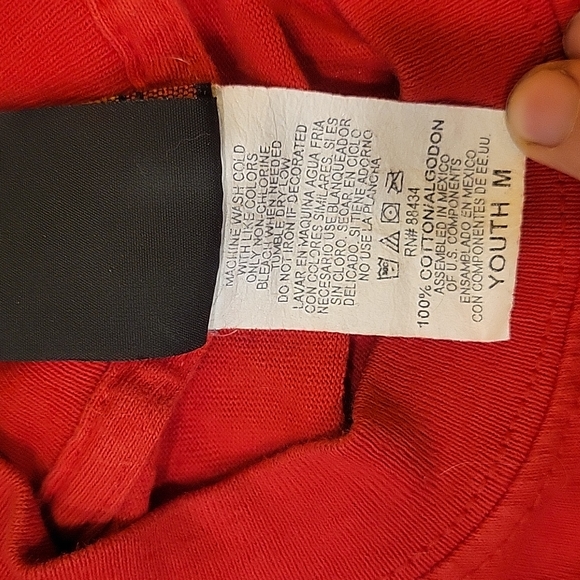 MACHINE WASH COLD
WITH LIKE COLORS
ONLY NON-CHLORINE
BLEACH WHEN NEEDED
TUMBLE DRY LOW
DO NOT IRON IF DECORATED
LAVAR EN MAQUINA AGUA FRIA
CON COLORES SIMILARES. SI ES
NECESARIO USE BLANQUEADOR
SIN CLORO. SECAR EN CICLO
DELICADO. SI TIENE ADORNO
NO USE LA PLANCHA
RN# 88434
100% COTTON/ALGODON
ASSEMBLED IN MEXICO
OF U.S. COMPONENTS
ENSAMBLADO EN MEXICO
CON COMPONENTES DE EE.UU.
YOUTH M